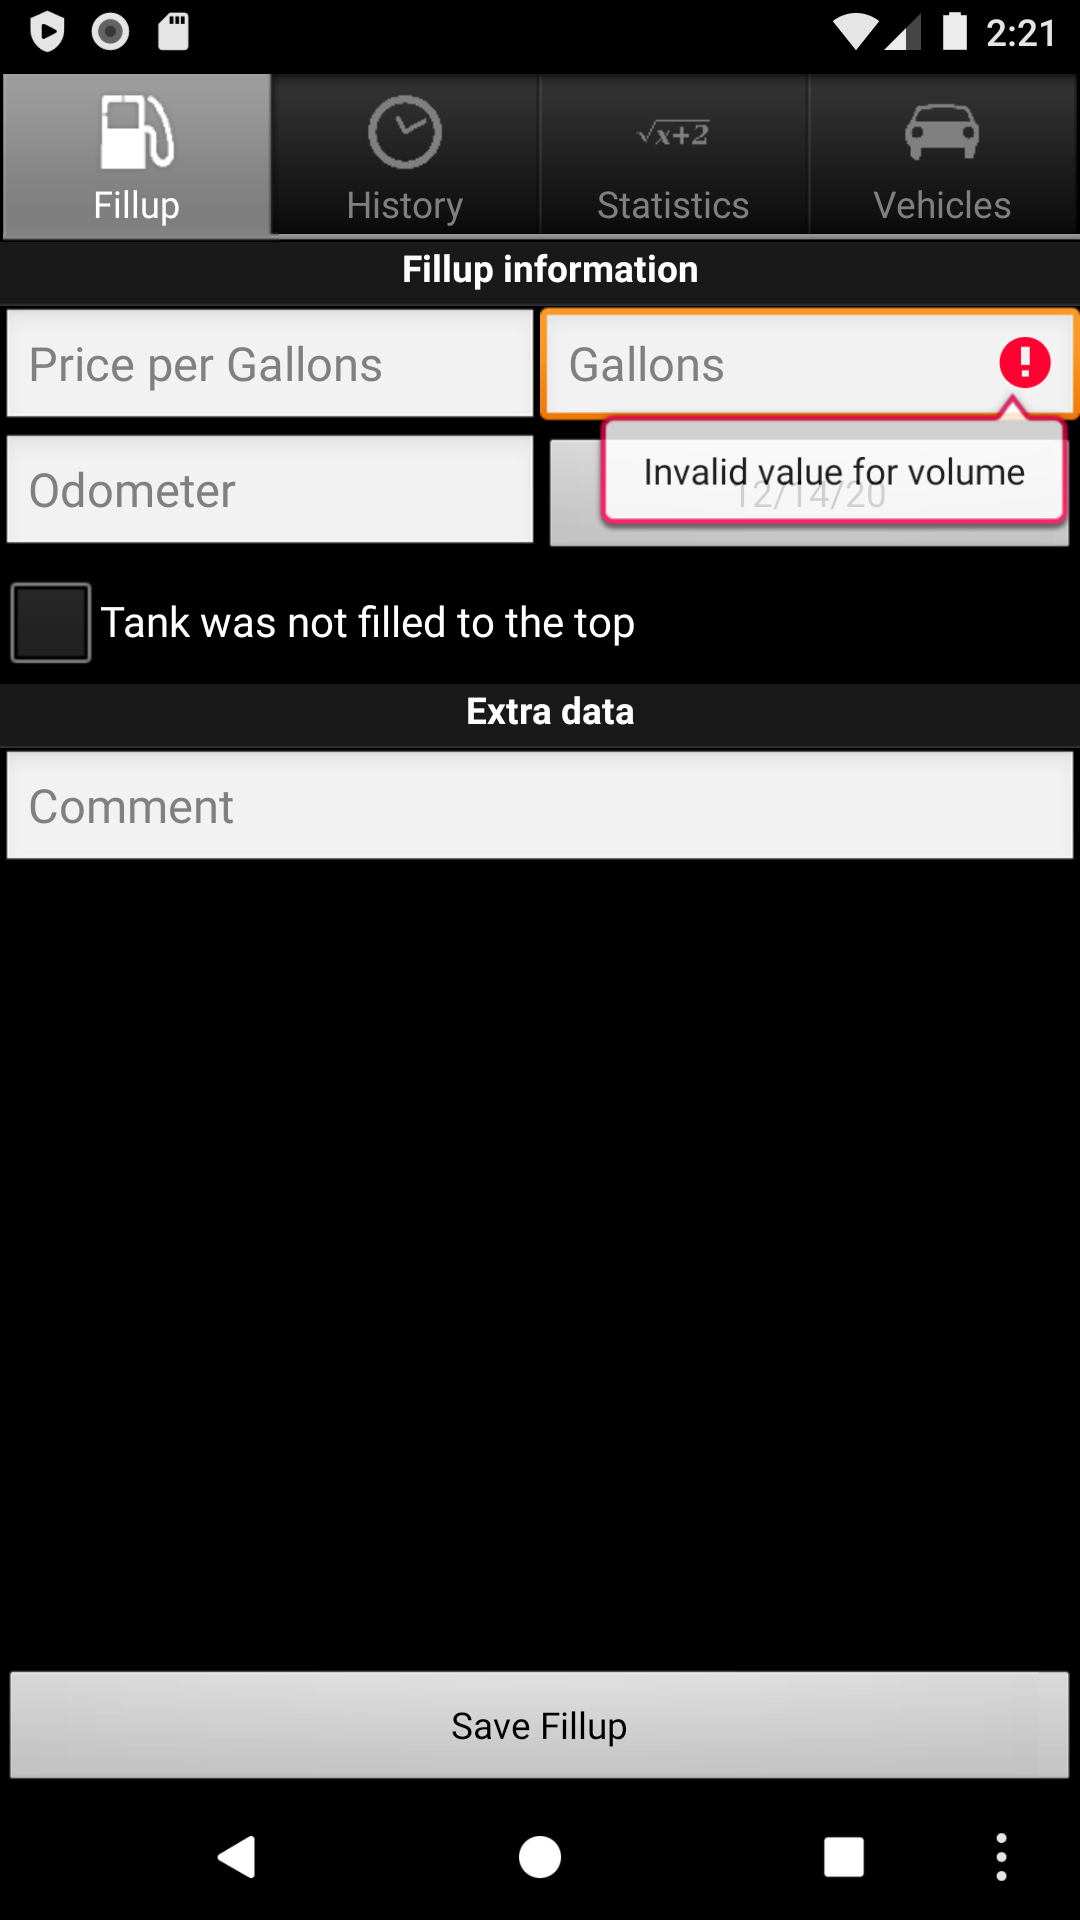 2:21
Fillup
History
√x+2
Statistics
Vehicles
Fillup information
Price per Gallons
Gallons
Invalid value for volume
Odometer
12/14/20
Tank was not filled to the top
Extra data
Comment
Save Fillup